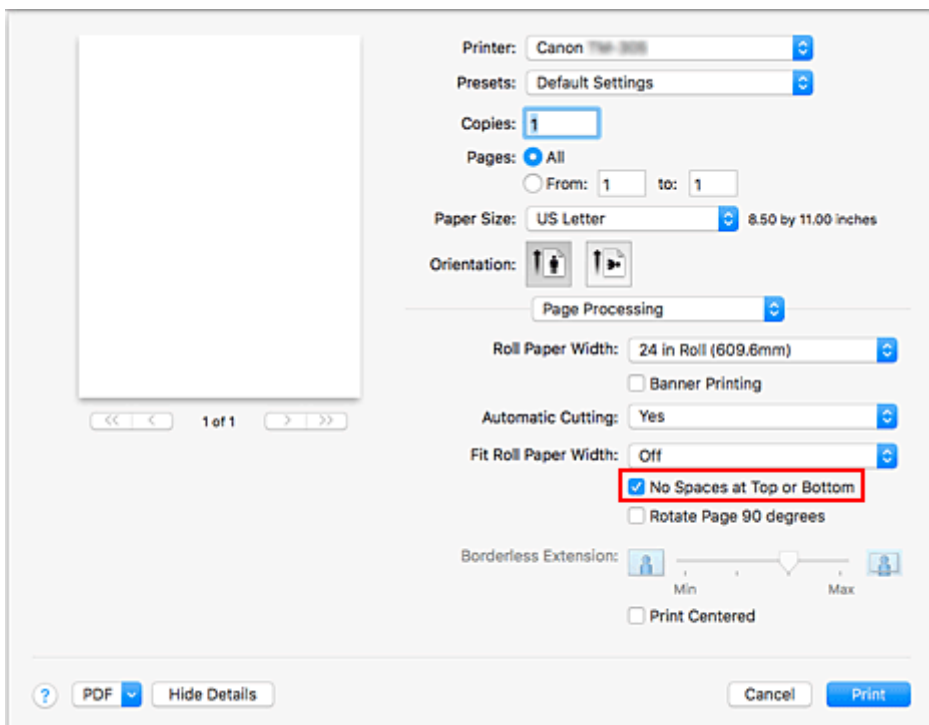 Printer: Canon
Presets: Default Settings
Copies: 1
Pages: All
From: 1 to: 1
Paper Size: US Letter 8.50 by 11.00 inches
Orientation:
Page Processing
Roll Paper Width: 24 in Roll (609.6mm)
Banner Printing
<< < 1 of 1 > >>
Automatic Cutting: Yes
Fit Roll Paper Width: Off
No Spaces at Top or Bottom
Rotate Page 90 degrees
Borderless Extension:
Min Max
Print Centered
? PDF Hide Details Cancel Print